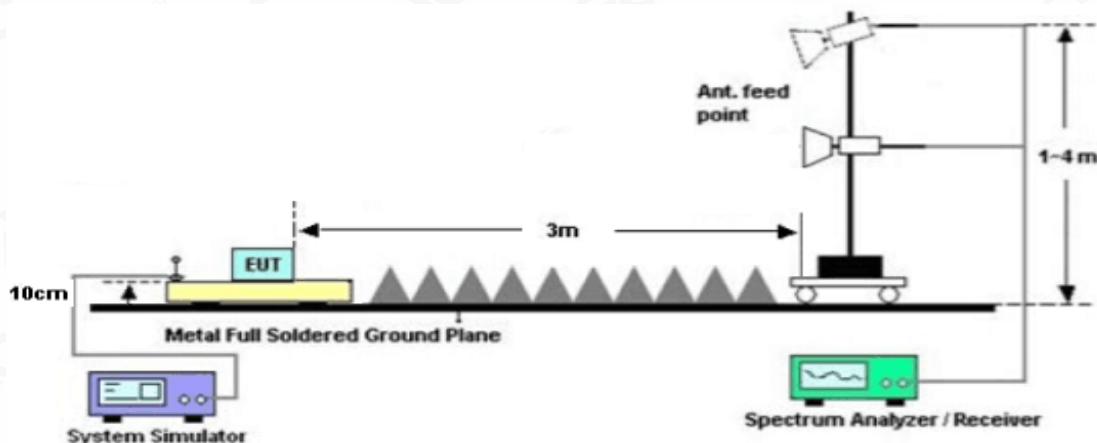 Ant. feed
point
1~4 m
3m
EUT
10cm
Metal Full Soldered Ground Plane
System Simulator
Spectrum Analyzer / Receiver